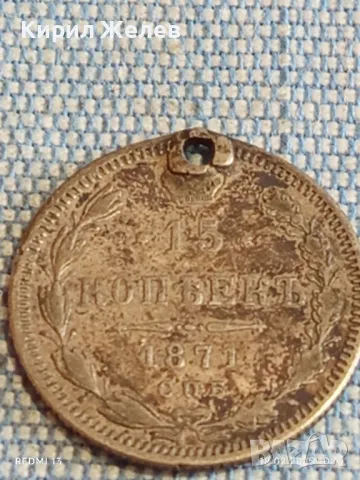 Кирил Желев
15
КОПѢЕКЪ
1871
СПБ
REDMI 13